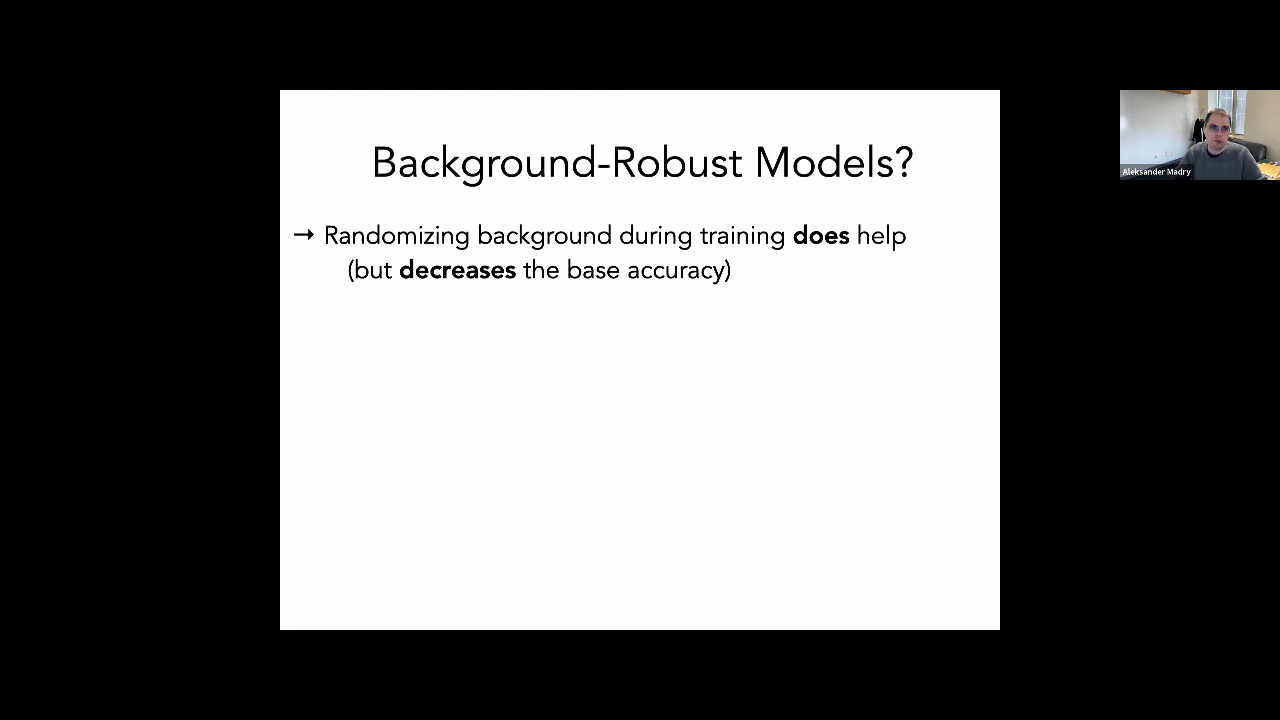 Background-Robust Models?
→ Randomizing background during training does help
(but decreases the base accuracy)
Aleksander Madry